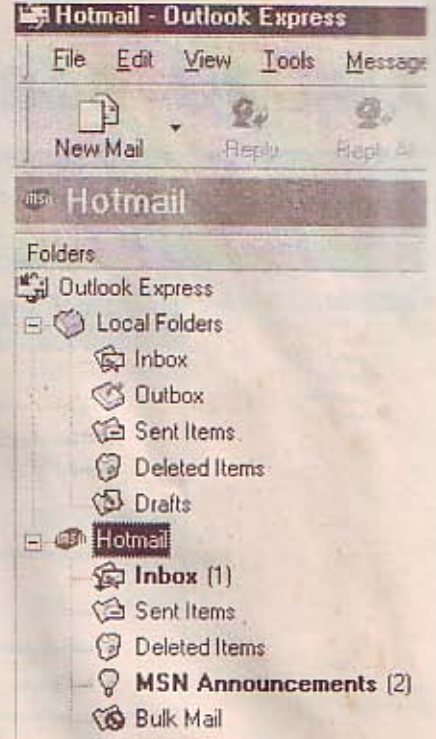 Hotmail - Outlook Express
File Edit View Tools Message
New Mail Reply Reply All
msn Hotmail
Folders
Outlook Express
Local Folders
Inbox
Outbox
Sent Items
Deleted Items
Drafts
msn Hotmail
Inbox (1)
Sent Items
Deleted Items
MSN Announcements (2)
Bulk Mail